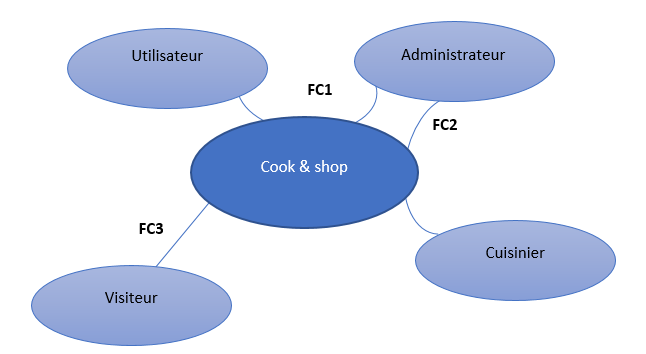 Utilisateur
Administrateur
FC1
FC2
Cook & shop
FC3
Cuisinier
Visiteur